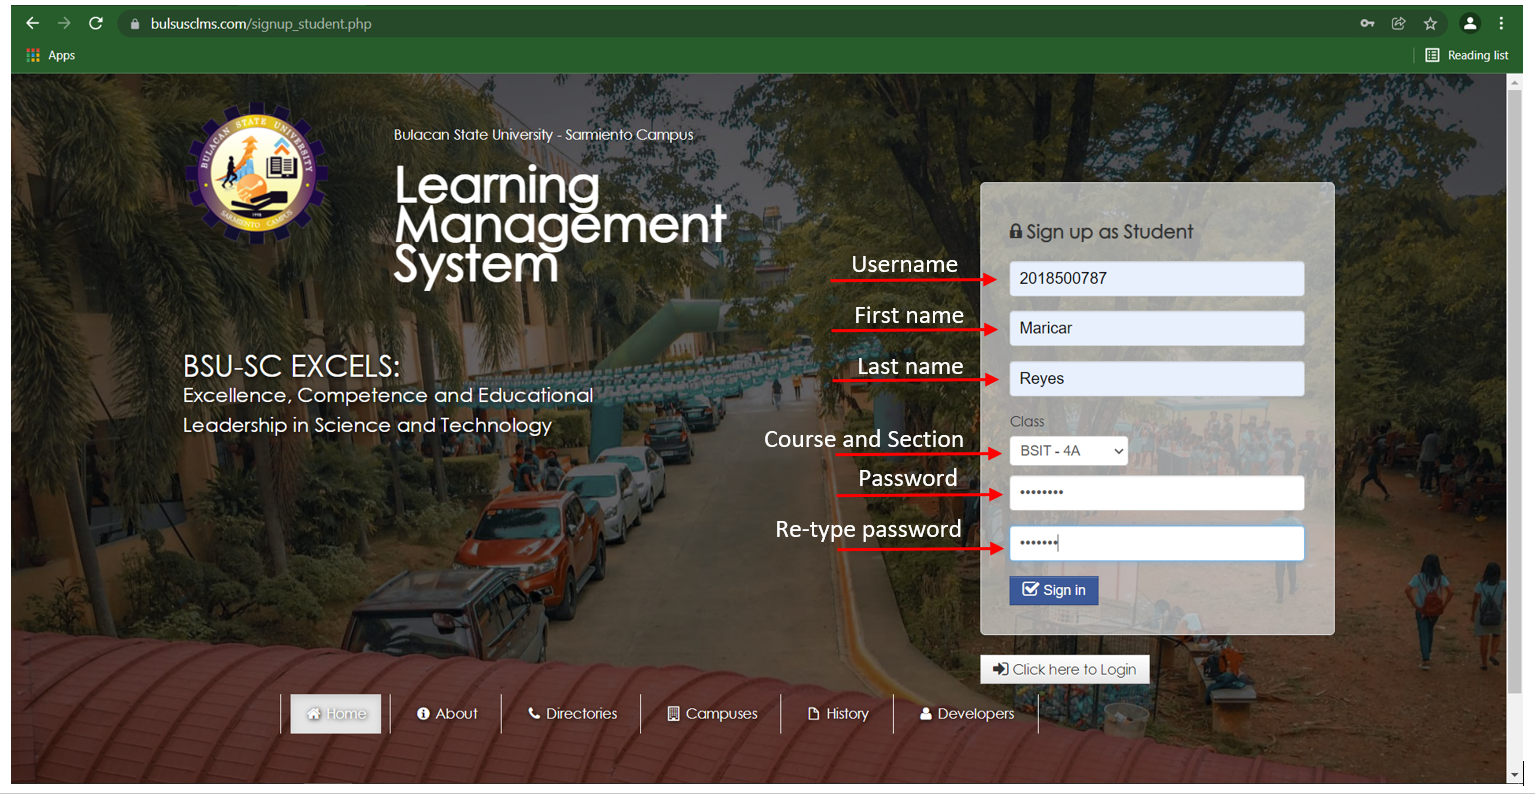 bulsusclms.com/signup_student.php
Apps
Reading list
BULACAN STATE UNIVERSITY
SARMIENTO CAMPUS
1998
Bulacan State University - Sarmiento Campus
Learning
Management
System
BSU-SC EXCELS:
Excellence, Competence and Educational
Leadership in Science and Technology
Sign up as Student
Username 2018500787
First name Maricar
Last name Reyes
Class
Course and Section BSIT - 4A
Password ••••••••
Re-type password •••••••
Sign in
Click here to Login
Home About Directories Campuses History Developers